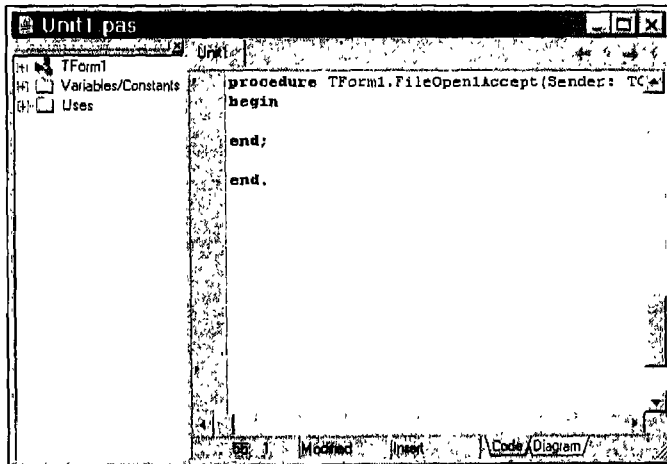 Unit1.pas
Unit1
TForm1
Variables/Constants
Uses
procedure TForm1.FileOpen1Accept(Sender: TO
begin
end;
end.
Modified
Insert
Code
Diagram